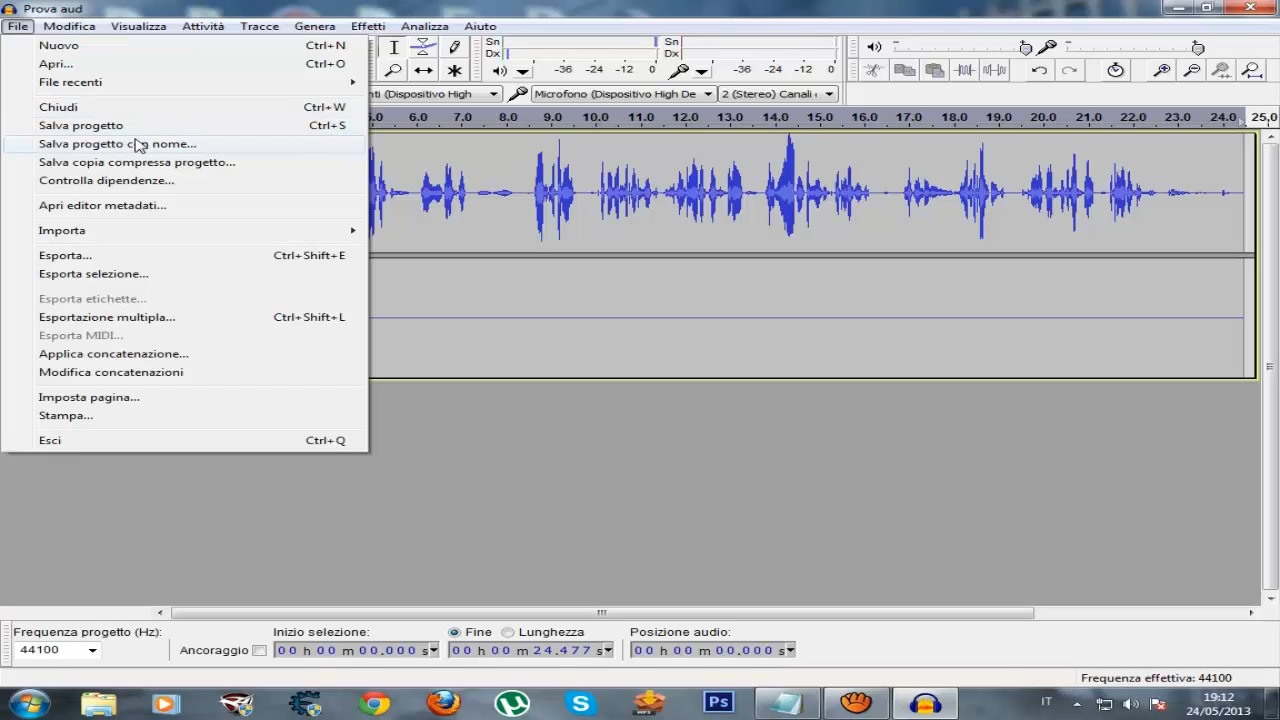 Prova aud
File Modifica Visualizza Attività Tracce Genera Effetti Analizza Aiuto
Nuovo Ctrl+N
Apri... Ctrl+O
File recenti
Chiudi Ctrl+W
Salva progetto Ctrl+S
Salva progetto con nome...
Salva copia compressa progetto...
Controlla dipendenze...
Apri editor metadati...
Importa
Esporta... Ctrl+Shift+E
Esporta selezione...
Esporta etichette...
Esportazione multipla... Ctrl+Shift+L
Esporta MIDI...
Applica concatenazione...
Modifica concatenazioni
Imposta pagina...
Stampa...
Esci Ctrl+Q
Sn
Dx
-36 -24 -12 0
Sn
Dx
-36 -24 -12 0
(Dispositivo High
Microfono (Dispositivo High De
2 (Stereo) Canali
5.0 6.0 7.0 8.0 9.0 10.0 11.0 12.0 13.0 14.0 15.0 16.0 17.0 18.0 19.0 20.0 21.0 22.0 23.0 24.0 25,0
Frequenza progetto (Hz):
44100
Ancoraggio
Inizio selezione:
00 h 00 m 00.000 s
Fine Lunghezza
00 h 00 m 24.477 s
Posizione audio:
00 h 00 m 00.000 s
Frequenza effettiva: 44100
MP3
Ps
IT
19:12
24/05/2013